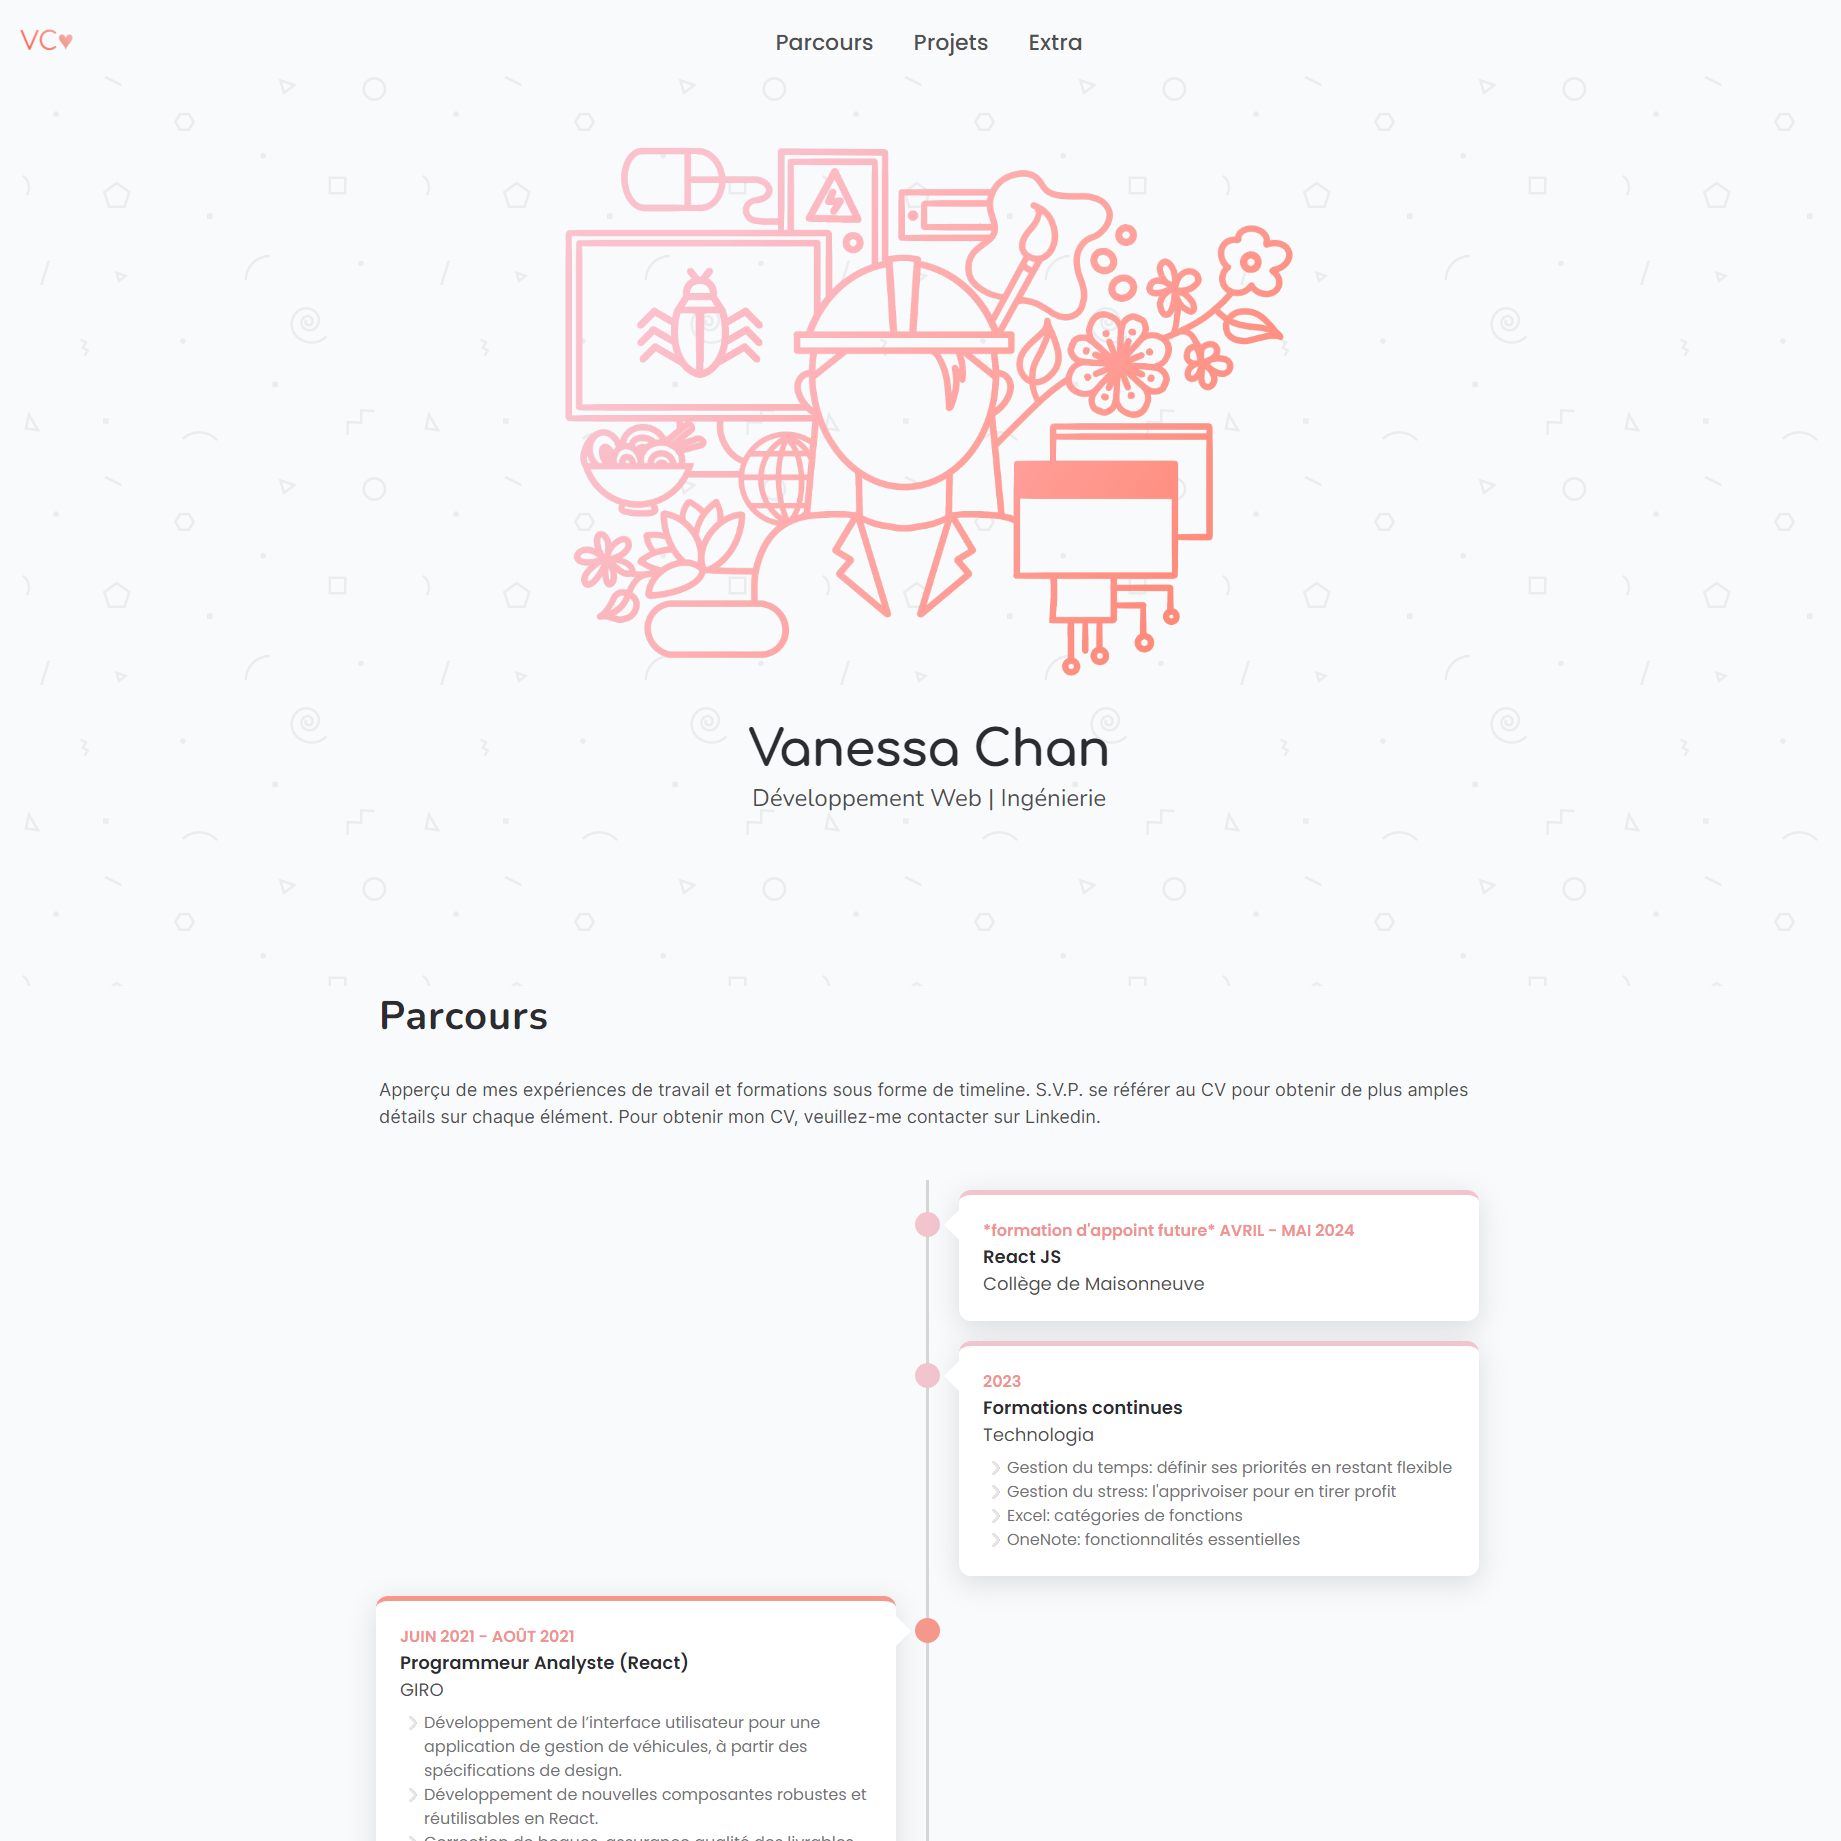 VC♥
Parcours Projets Extra
Vanessa Chan
Développement Web | Ingénierie
Parcours
Apperçu de mes expériences de travail et formations sous forme de timeline. S.V.P. se référer au CV pour obtenir de plus amples
détails sur chaque élément. Pour obtenir mon CV, veuillez-me contacter sur Linkedin.
*formation d'appoint future* AVRIL - MAI 2024
React JS
Collège de Maisonneuve
2023
Formations continues
Technologia
Gestion du temps: définir ses priorités en restant flexible
Gestion du stress: l'apprivoiser pour en tirer profit
Excel: catégories de fonctions
OneNote: fonctionnalités essentielles
JUIN 2021 - AOÛT 2021
Programmeur Analyste (React)
GIRO
Développement de l’interface utilisateur pour une
application de gestion de véhicules, à partir des
spécifications de design.
Développement de nouvelles composantes robustes et
réutilisables en React.